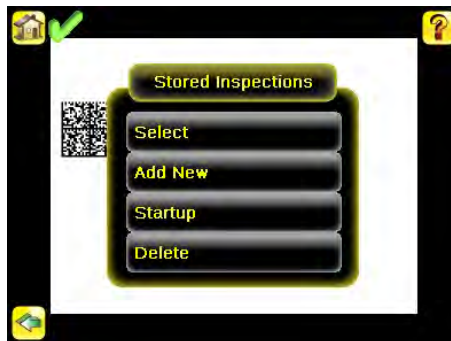 ?
Stored Inspections
Select
Add New
Startup
Delete